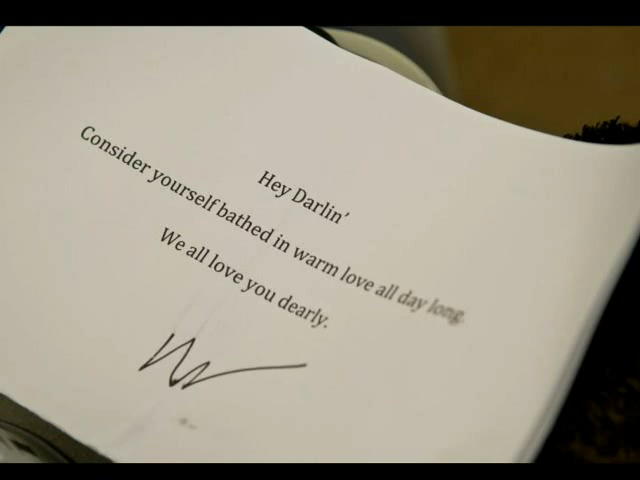 Hey Darlin'
Consider yourself bathed in warm love all day long.
We all love you dearly.